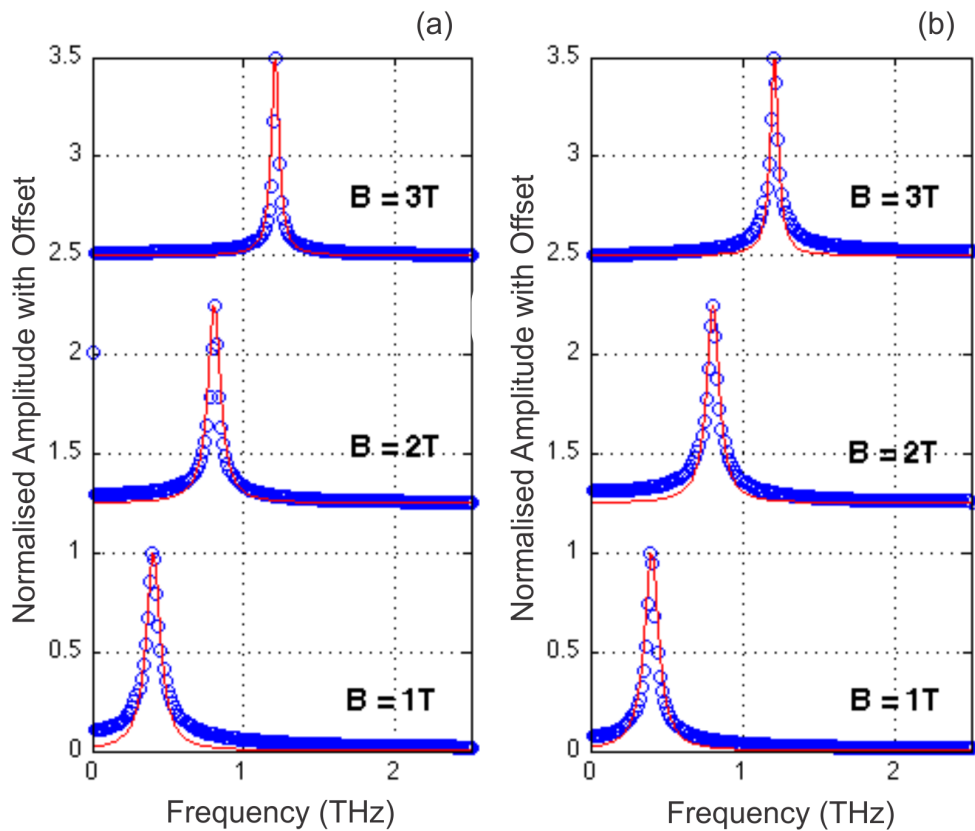 (a)
3.5
3
2.5
2
1.5
1
0.5
0
B = 3T
B = 2T
B = 1T
0
1
2
Normalised Amplitude with Offset
Frequency (THz)
(b)
3.5
3
2.5
2
1.5
1
0.5
0
B = 3T
B = 2T
B = 1T
0
1
2
Normalised Amplitude with Offset
Frequency (THz)